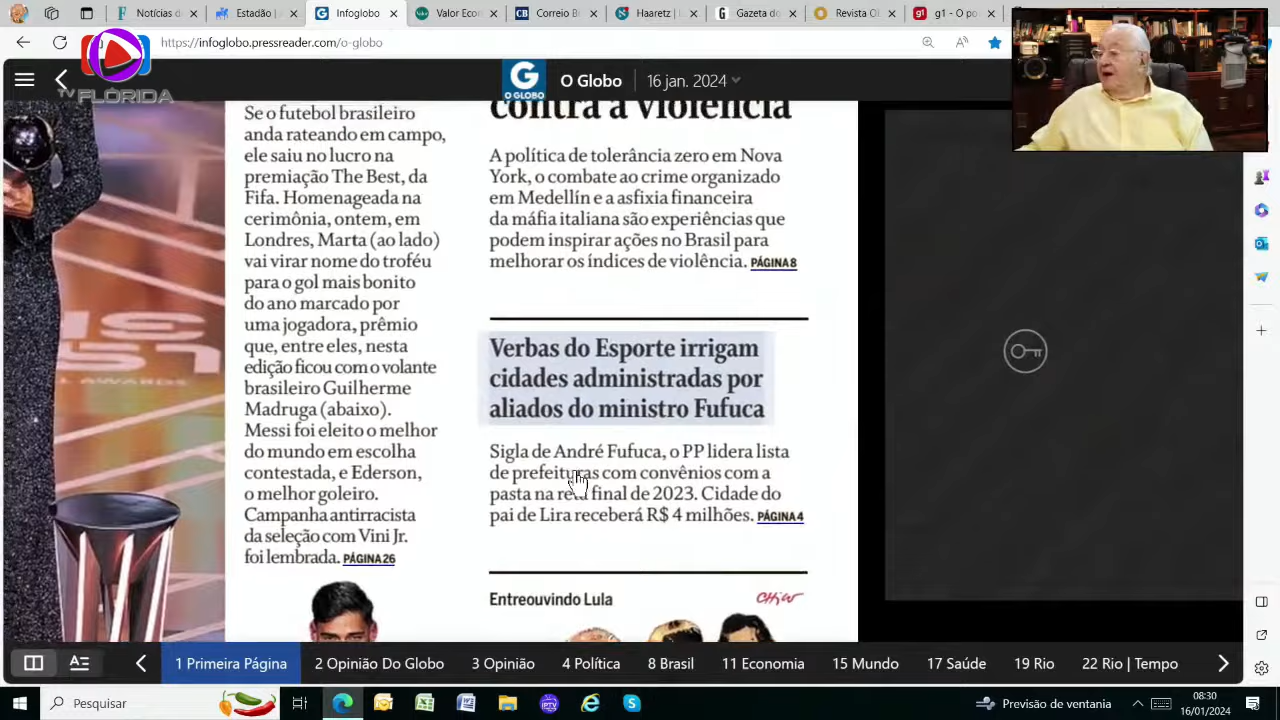 Notícias d
Estadão |
Infoglobo
Valor Econ
Correio Br
Haaretz |
Gazeta de
Revista O
g1 - O po
https://infoglobo.pressreader.com/o-globo
TV FLÓRIDA
G
O GLOBO
O Globo
16 jan. 2024
Se o futebol brasileiro
anda rateando em campo,
ele saiu no lucro na
premiação The Best, da
Fifa. Homenageada na
cerimônia, ontem, em
Londres, Marta (ao lado)
vai virar nome do troféu
para o gol mais bonito
do ano marcado por
uma jogadora, prêmio
que, entre eles, nesta
edição ficou com o volante
brasileiro Guilherme
Madruga (abaixo).
Messi foi eleito o melhor
do mundo em escolha
contestada, e Ederson,
o melhor goleiro.
Campanha antirracista
da seleção com Vini Jr.
foi lembrada. PÁGINA 26
contra a violência
A política de tolerância zero em Nova
York, o combate ao crime organizado
em Medellín e a asfixia financeira
da máfia italiana são experiências que
podem inspirar ações no Brasil para
melhorar os índices de violência. PÁGINA 8
Verbas do Esporte irrigam
cidades administradas por
aliados do ministro Fufuca
Sigla de André Fufuca, o PP lidera lista
de prefeituras com convênios com a
pasta na reta final de 2023. Cidade do
pai de Lira receberá R$ 4 milhões. PÁGINA 4
Entreouvindo Lula
1 Primeira Página
2 Opinião Do Globo
3 Opinião
4 Política
8 Brasil
11 Economia
15 Mundo
17 Saúde
19 Rio
22 Rio | Tempo
Pesquisar
Previsão de ventania
08:30
16/01/2024